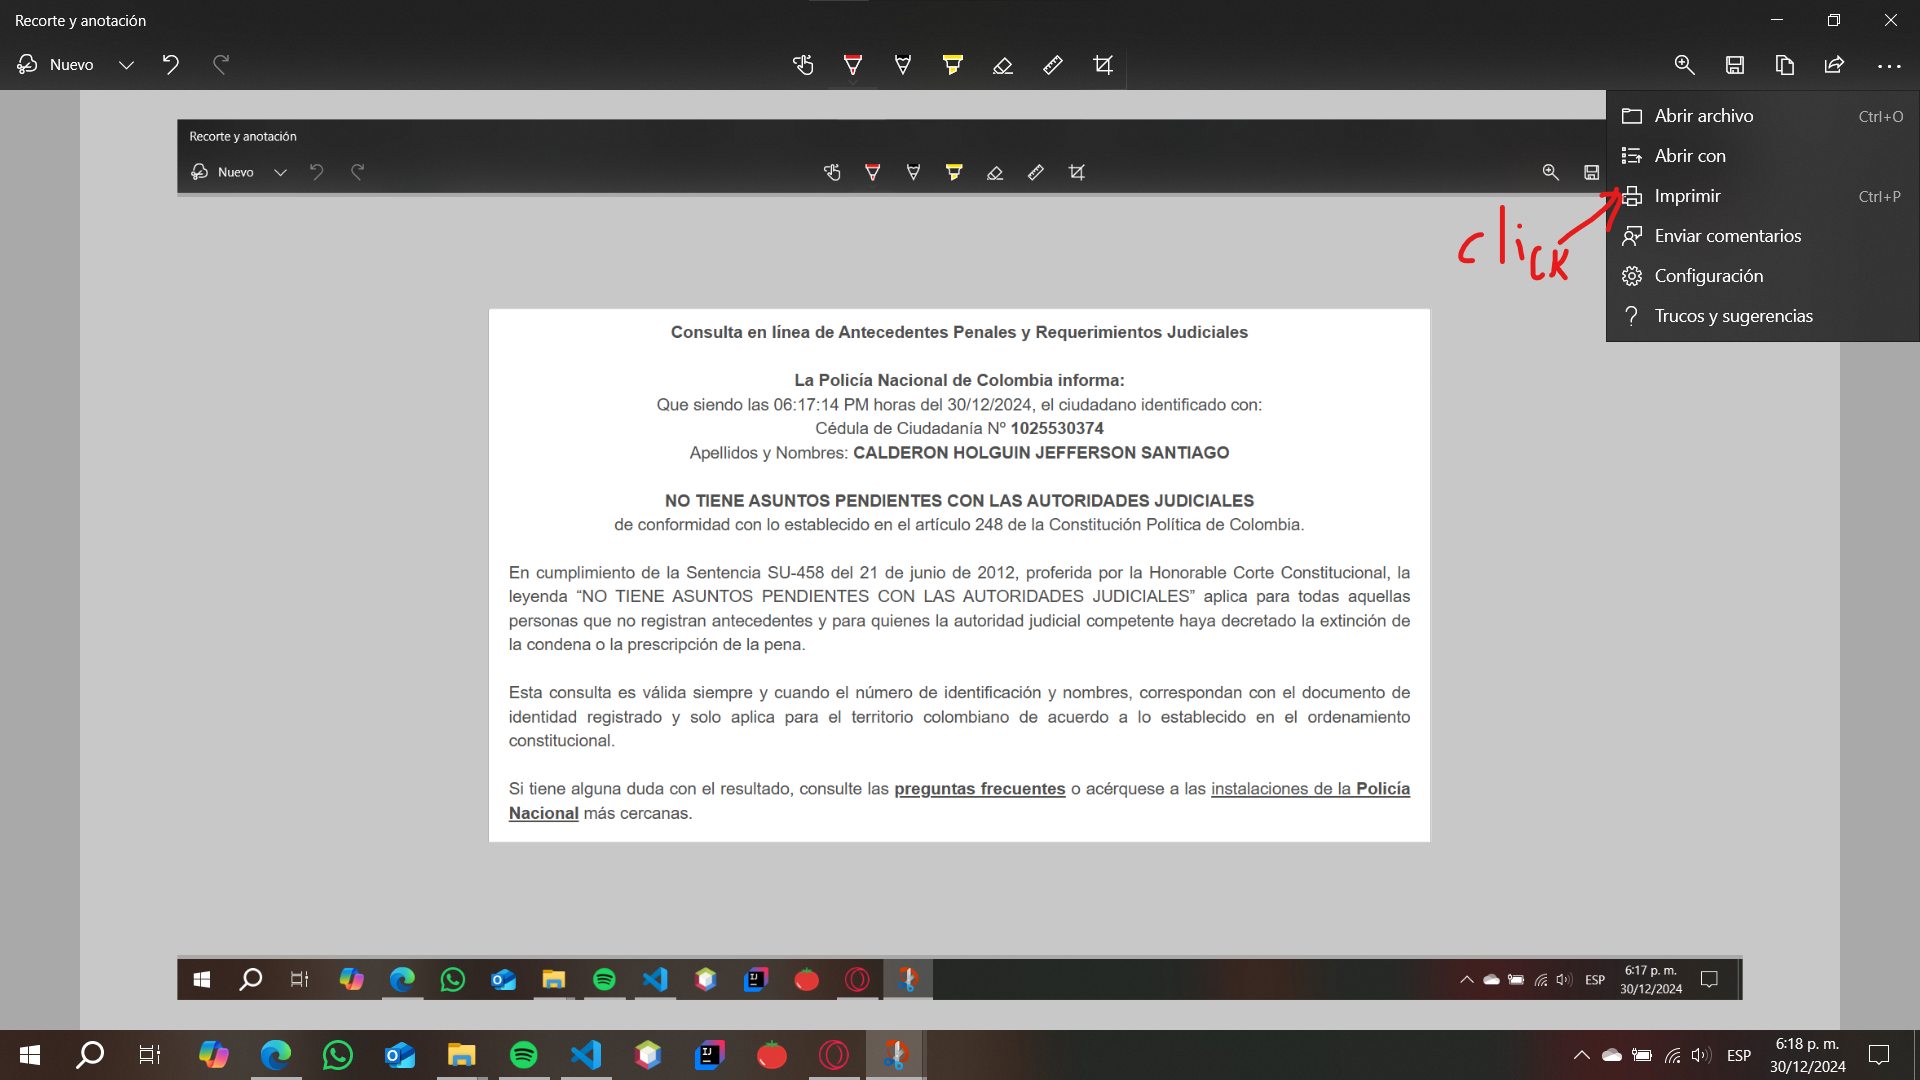 Recorte y anotación
Nuevo
Abrir archivo Ctrl+O
Abrir con
Imprimir Ctrl+P
Enviar comentarios
Configuración
Trucos y sugerencias
Recorte y anotación
Nuevo
click
Consulta en línea de Antecedentes Penales y Requerimientos Judiciales
La Policía Nacional de Colombia informa:
Que siendo las 06:17:14 PM horas del 30/12/2024, el ciudadano identificado con:
Cédula de Ciudadanía Nº 1025530374
Apellidos y Nombres: CALDERON HOLGUIN JEFFERSON SANTIAGO
NO TIENE ASUNTOS PENDIENTES CON LAS AUTORIDADES JUDICIALES
de conformidad con lo establecido en el artículo 248 de la Constitución Política de Colombia.
En cumplimiento de la Sentencia SU-458 del 21 de junio de 2012, proferida por la Honorable Corte Constitucional, la
leyenda “NO TIENE ASUNTOS PENDIENTES CON LAS AUTORIDADES JUDICIALES” aplica para todas aquellas
personas que no registran antecedentes y para quienes la autoridad judicial competente haya decretado la extinción de
la condena o la prescripción de la pena.
Esta consulta es válida siempre y cuando el número de identificación y nombres, correspondan con el documento de
identidad registrado y solo aplica para el territorio colombiano de acuerdo a lo establecido en el ordenamiento
constitucional.
Si tiene alguna duda con el resultado, consulte las preguntas frecuentes o acérquese a las instalaciones de la Policía
Nacional más cercanas.
ESP
6:17 p. m.
30/12/2024
ESP
6:18 p. m.
30/12/2024